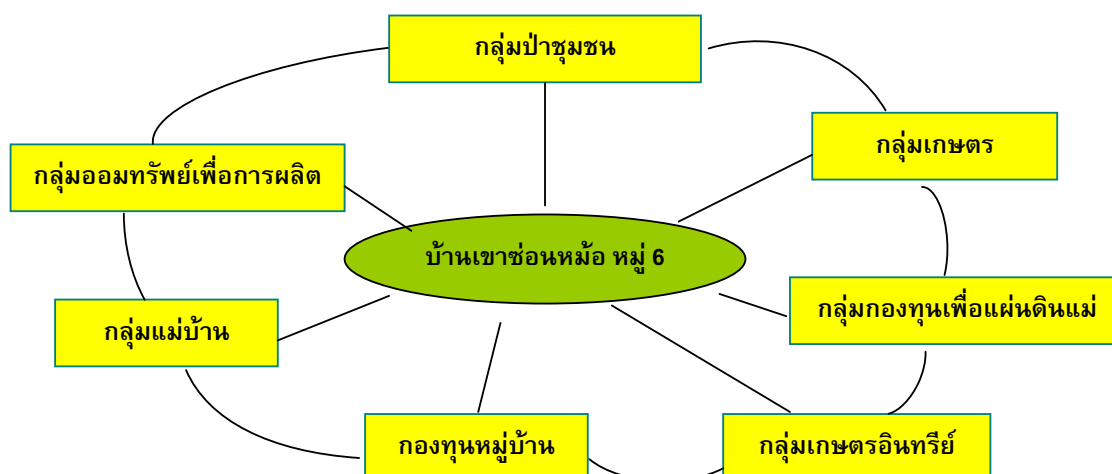 กลุ่มป่าชุมชน
กลุ่มเกษตร
กลุ่มออมทรัพย์เพื่อการผลิต
บ้านเขาซ่อนหม้อ หมู่ 6
กลุ่มกองทุนเพื่อแผ่นดินแม่
กลุ่มแม่บ้าน
กองทุนหมู่บ้าน
กลุ่มเกษตรอินทรีย์